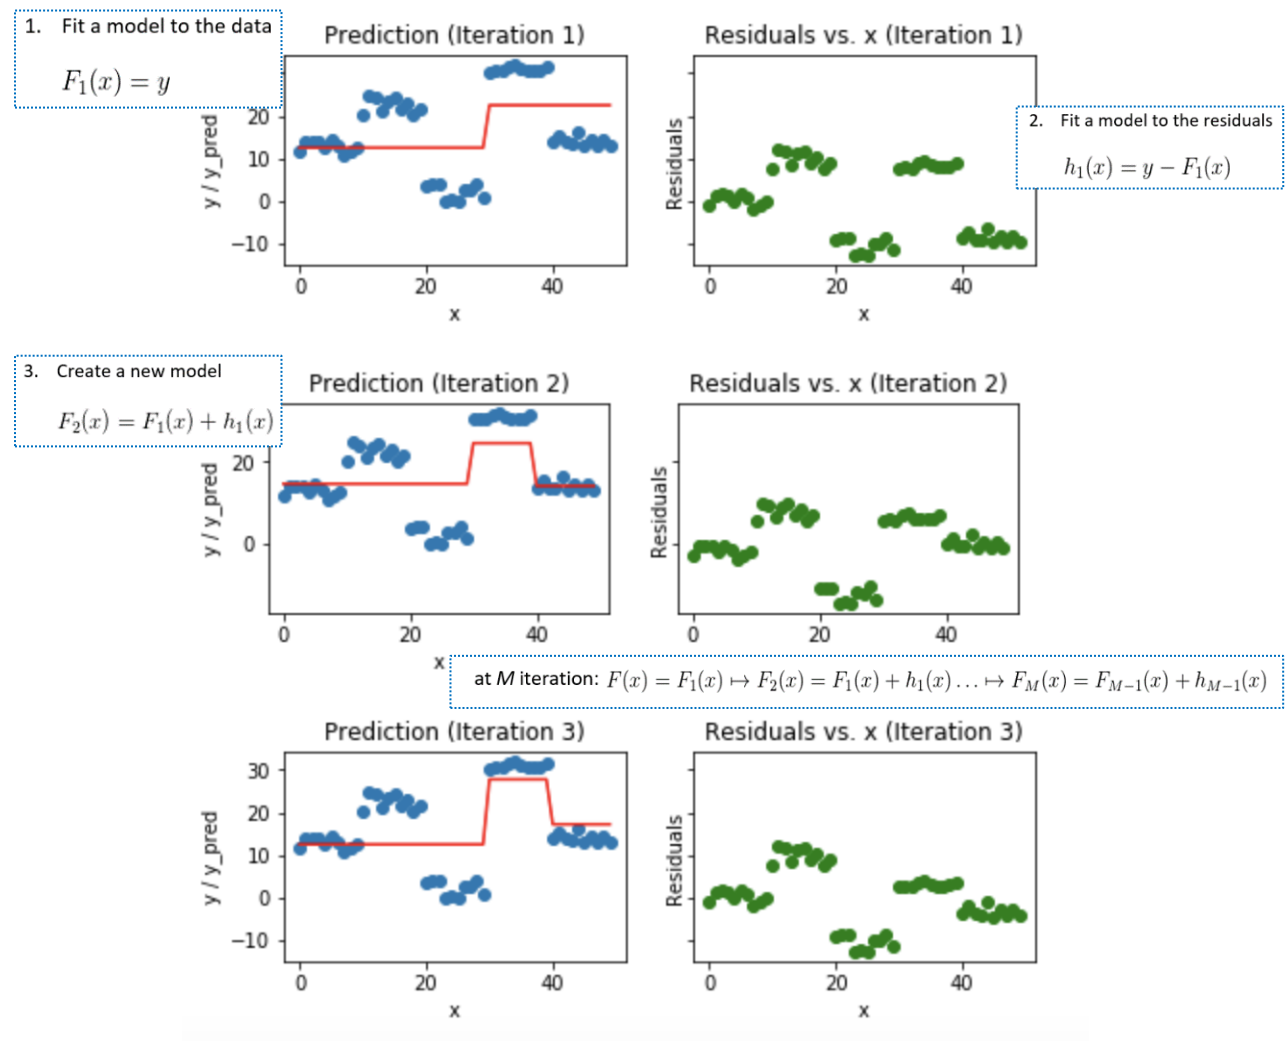 1. Fit a model to the data
F₁(x) = y
Prediction (Iteration 1)
y / y_pred
20
10
0
−10
0 20 40
x
Residuals vs. x (Iteration 1)
Residuals
0 20 40
x
2. Fit a model to the residuals
h₁(x) = y − F₁(x)
3. Create a new model
F₂(x) = F₁(x) + h₁(x)
Prediction (Iteration 2)
y / y_pred
20
0
0 20 40
x
Residuals vs. x (Iteration 2)
Residuals
0 20 40
at M iteration: F(x) = F₁(x) ↦ F₂(x) = F₁(x) + h₁(x) … ↦ F_M(x) = F_{M−1}(x) + h_{M−1}(x)
Prediction (Iteration 3)
y / y_pred
30
20
10
0
−10
0 20 40
x
Residuals vs. x (Iteration 3)
Residuals
0 20 40
x